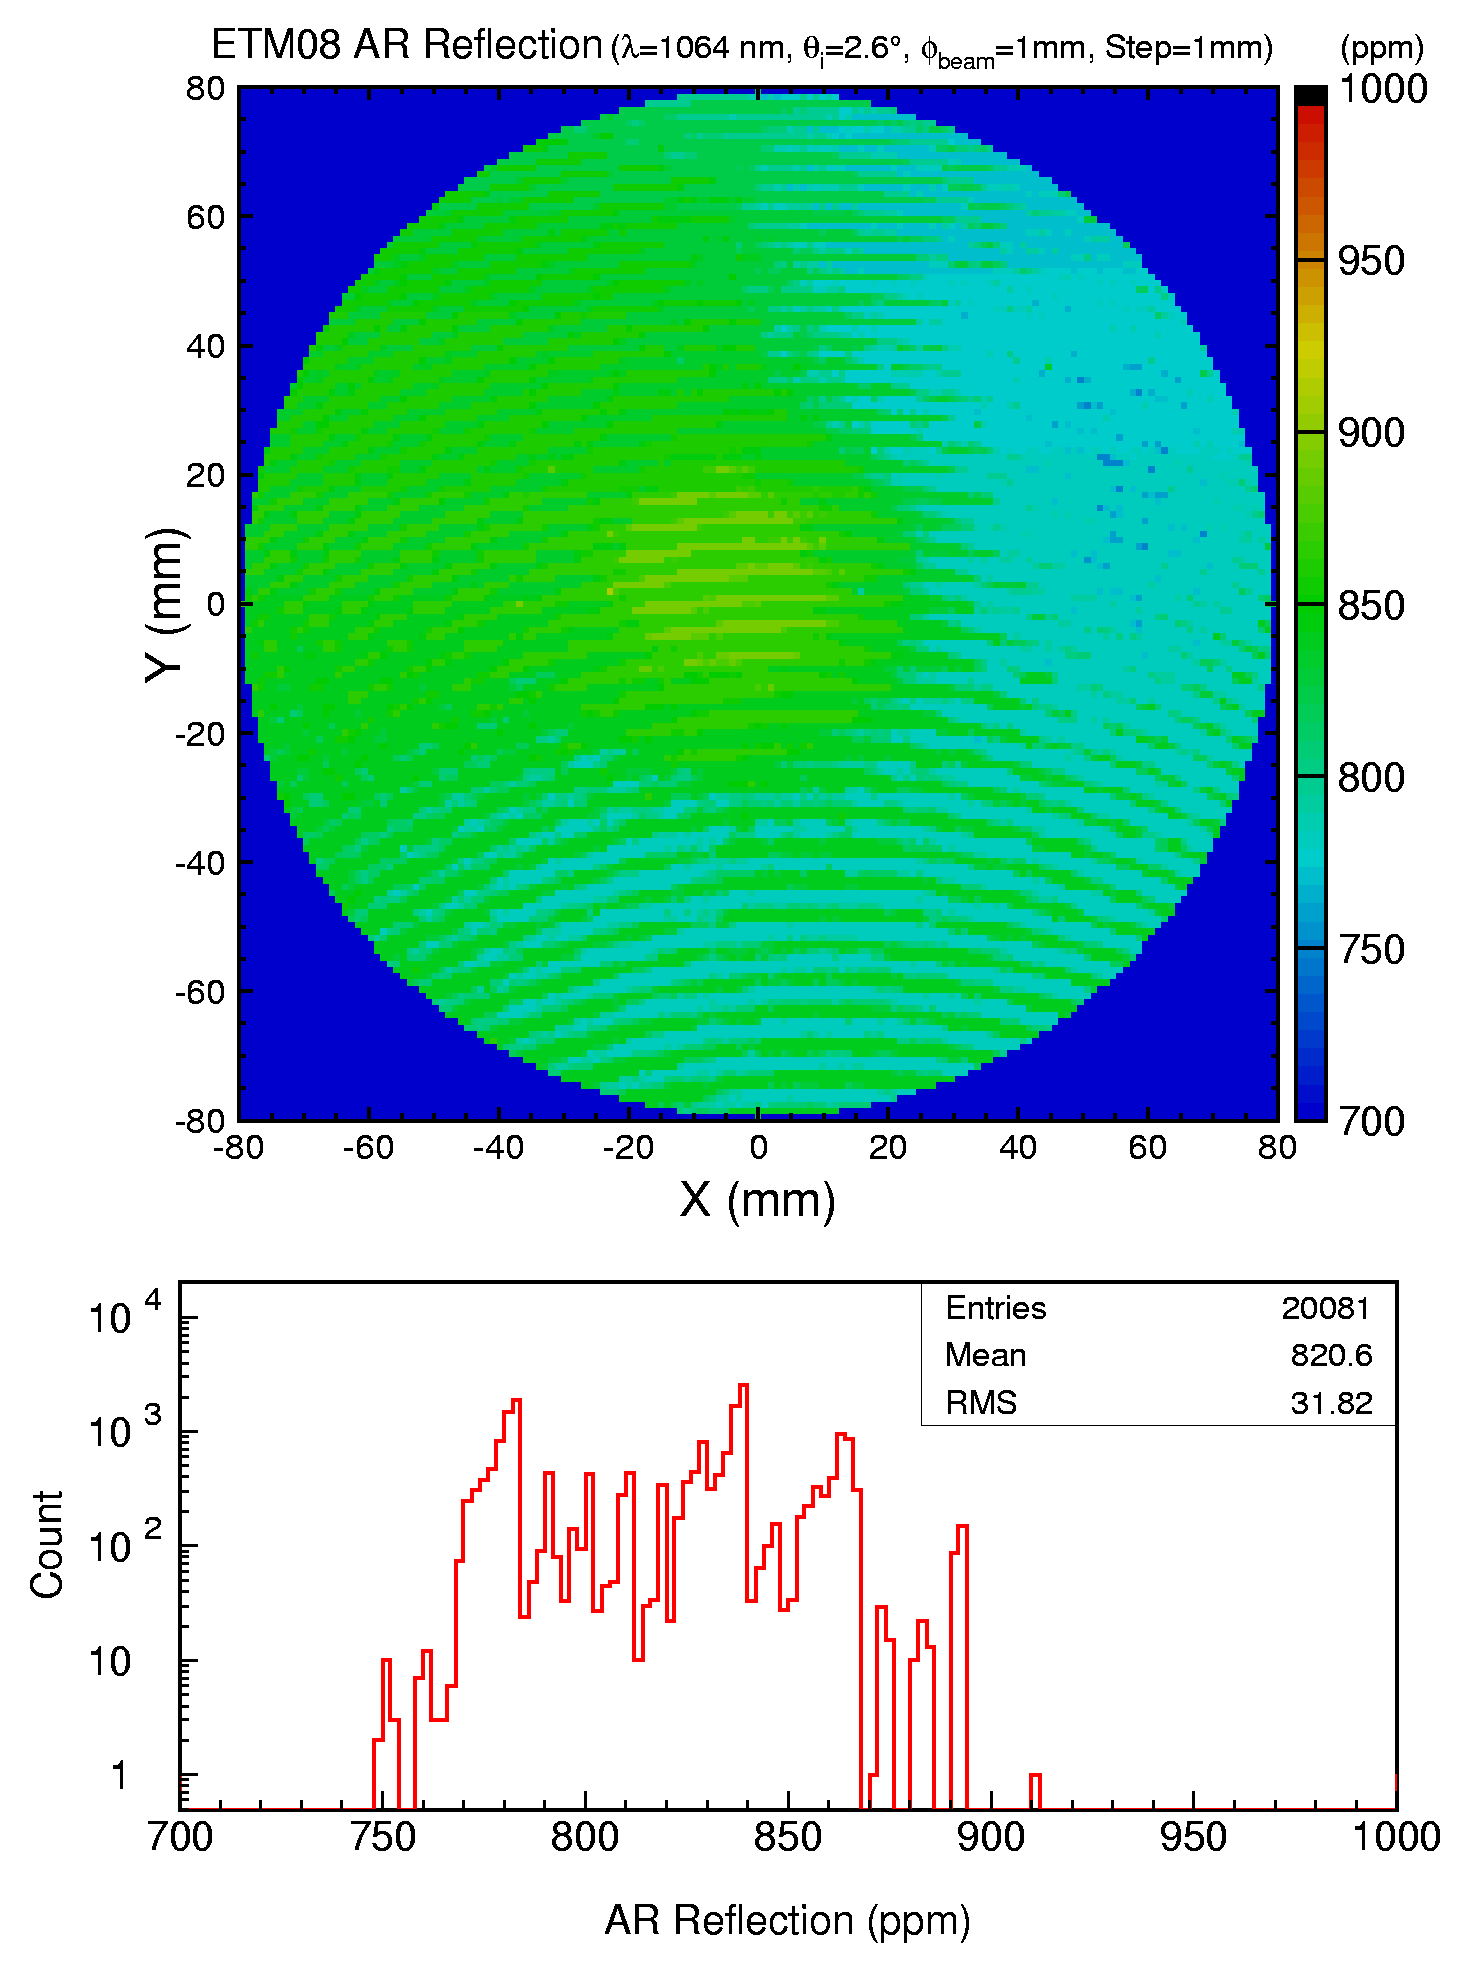 ETM08 AR Reflection (λ=1064 nm, θi=2.6°, ϕbeam=1mm, Step=1mm) (ppm)
80
60
40
20
0
-20
-40
-60
-80
Y (mm)
-80 -60 -40 -20 0 20 40 60 80
X (mm)
1000
950
900
850
800
750
700
Entries 20081
Mean 820.6
RMS 31.82
10 4
10 3
10 2
10
1
Count
700 750 800 850 900 950 1000
AR Reflection (ppm)